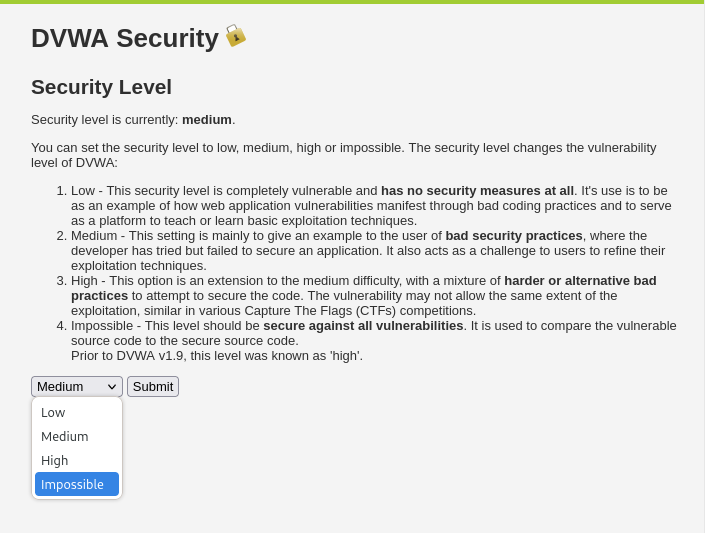 DVWA Security
Security Level
Security level is currently: medium.
You can set the security level to low, medium, high or impossible. The security level changes the vulnerability
level of DVWA:
1. Low - This security level is completely vulnerable and has no security measures at all. It's use is to be
as an example of how web application vulnerabilities manifest through bad coding practices and to serve
as a platform to teach or learn basic exploitation techniques.
2. Medium - This setting is mainly to give an example to the user of bad security practices, where the
developer has tried but failed to secure an application. It also acts as a challenge to users to refine their
exploitation techniques.
3. High - This option is an extension to the medium difficulty, with a mixture of harder or alternative bad
practices to attempt to secure the code. The vulnerability may not allow the same extent of the
exploitation, similar in various Capture The Flags (CTFs) competitions.
4. Impossible - This level should be secure against all vulnerabilities. It is used to compare the vulnerable
source code to the secure source code.
Prior to DVWA v1.9, this level was known as 'high'.
Medium Submit
Low
Medium
High
Impossible